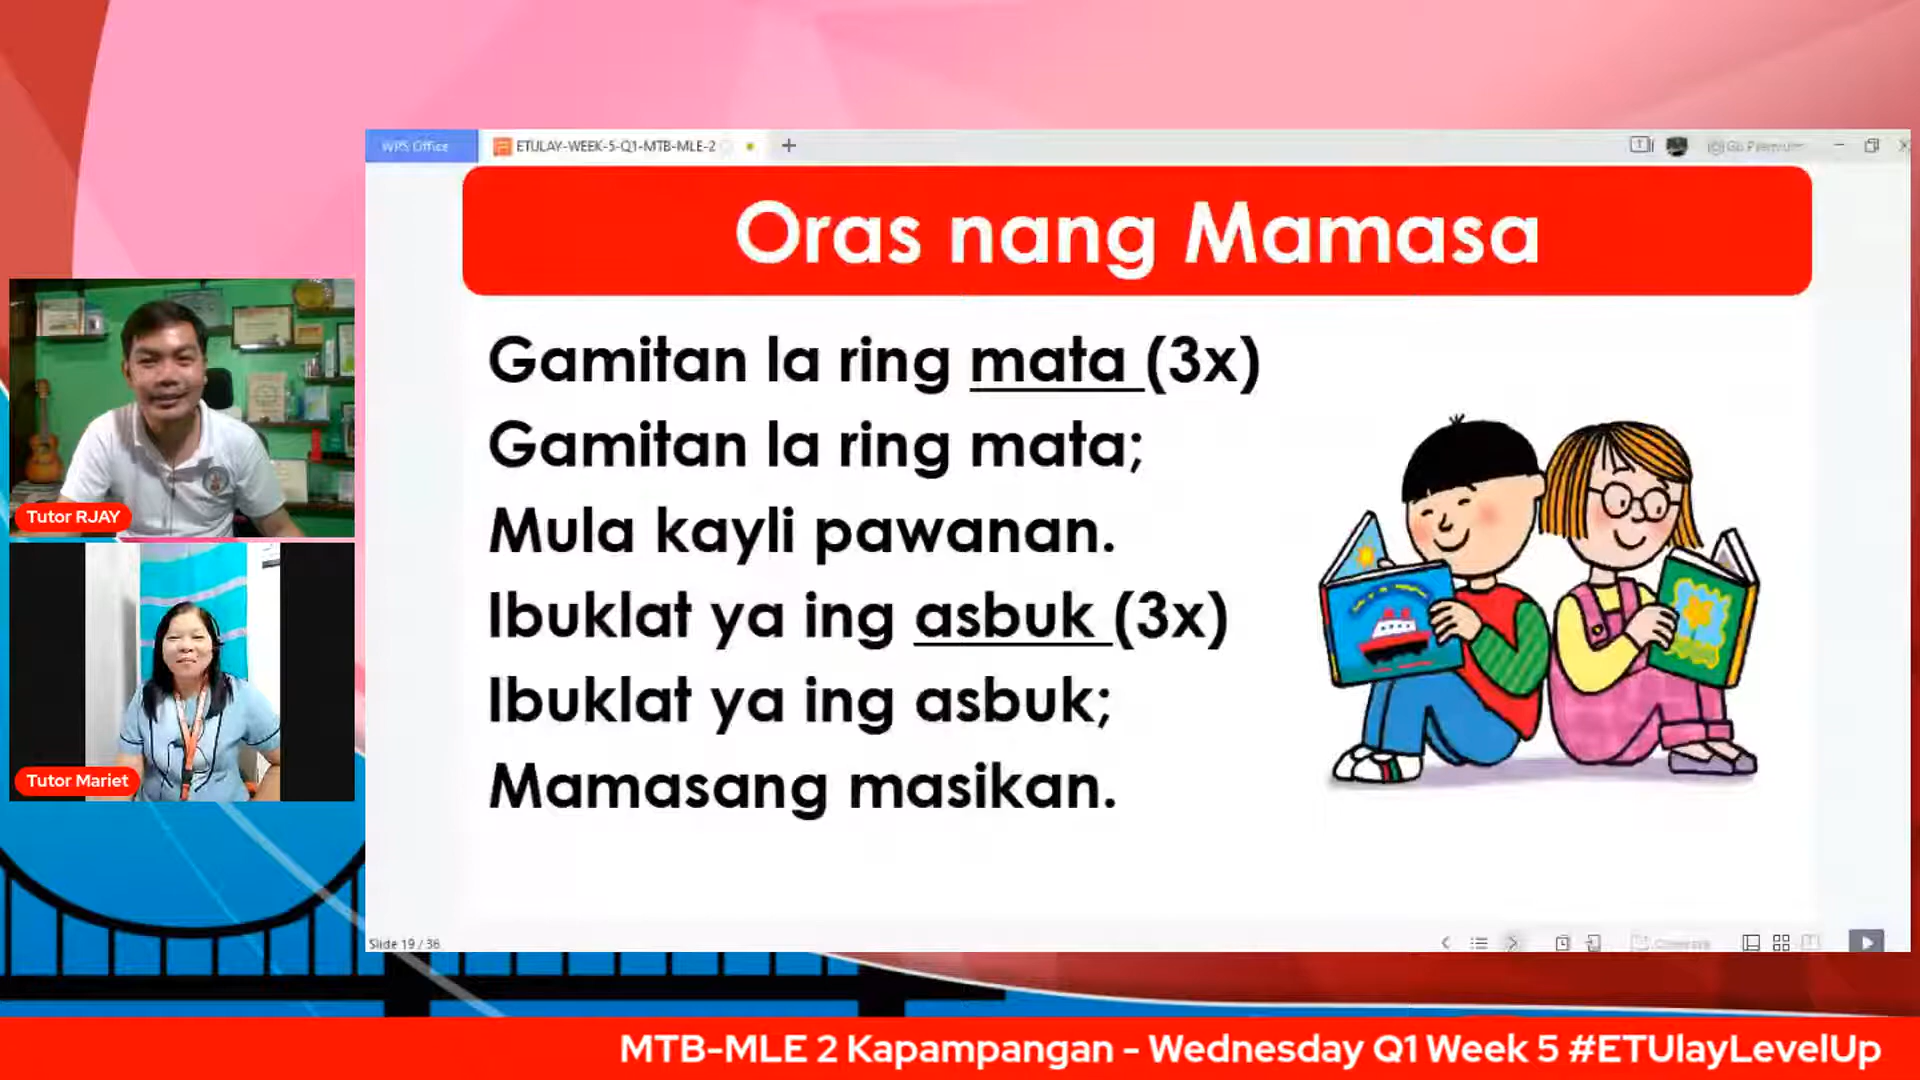 WPS Office
ETULAY-WEEK-5-Q1-MTB-MLE-2
Go Premium
Oras nang Mamasa
Gamitan la ring mata (3x)
Gamitan la ring mata;
Mula kayli pawanan.
Ibuklat ya ing asbuk (3x)
Ibuklat ya ing asbuk;
Mamasang masikan.
Tutor RJAY
Tutor Mariet
Slide 19 / 36
MTB-MLE 2 Kapampangan - Wednesday Q1 Week 5 #ETUlayLevelUp